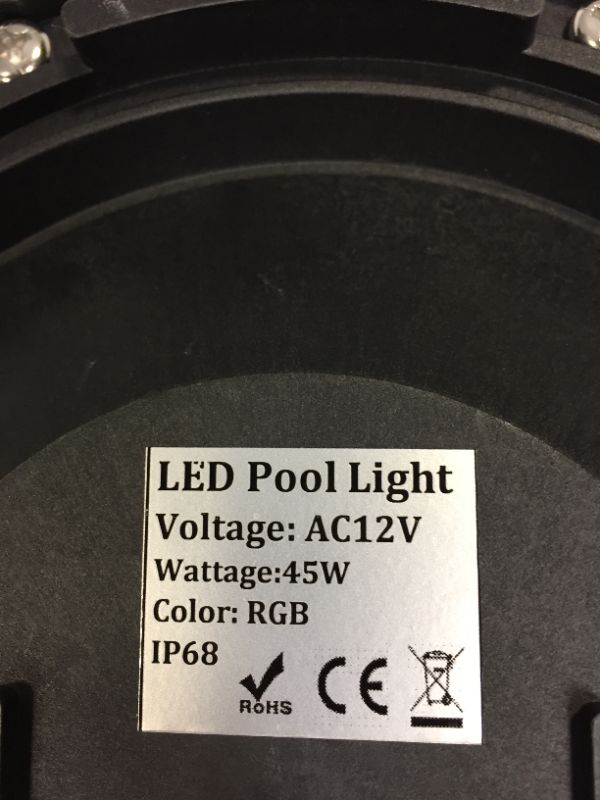 LED Pool Light
Voltage: AC12V
Wattage:45W
Color: RGB
IP68
RoHS
CE